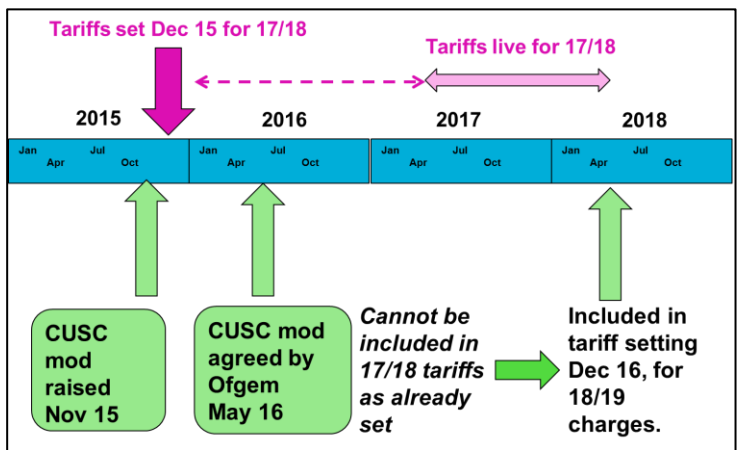 Tariffs set Dec 15 for 17/18
Tariffs live for 17/18
2015 2016 2017 2018
Jan Apr Jul Oct Jan Apr Jul Oct Jan Apr Jul Oct Jan Apr Jul Oct
CUSC
mod
raised
Nov 15
CUSC mod
agreed by
Ofgem
May 16
Cannot be
included in
17/18 tariffs
as already
set
Included in
tariff setting
Dec 16, for
18/19
charges.